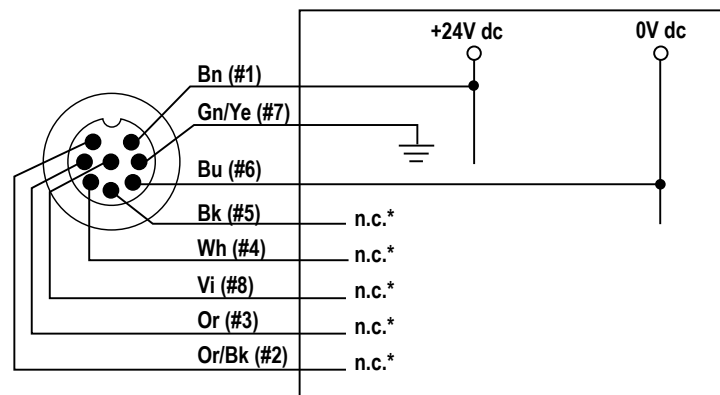 +24V dc
0V dc
Bn (#1)
Gn/Ye (#7)
Bu (#6)
Bk (#5)
n.c.*
Wh (#4)
n.c.*
Vi (#8)
n.c.*
Or (#3)
n.c.*
Or/Bk (#2)
n.c.*